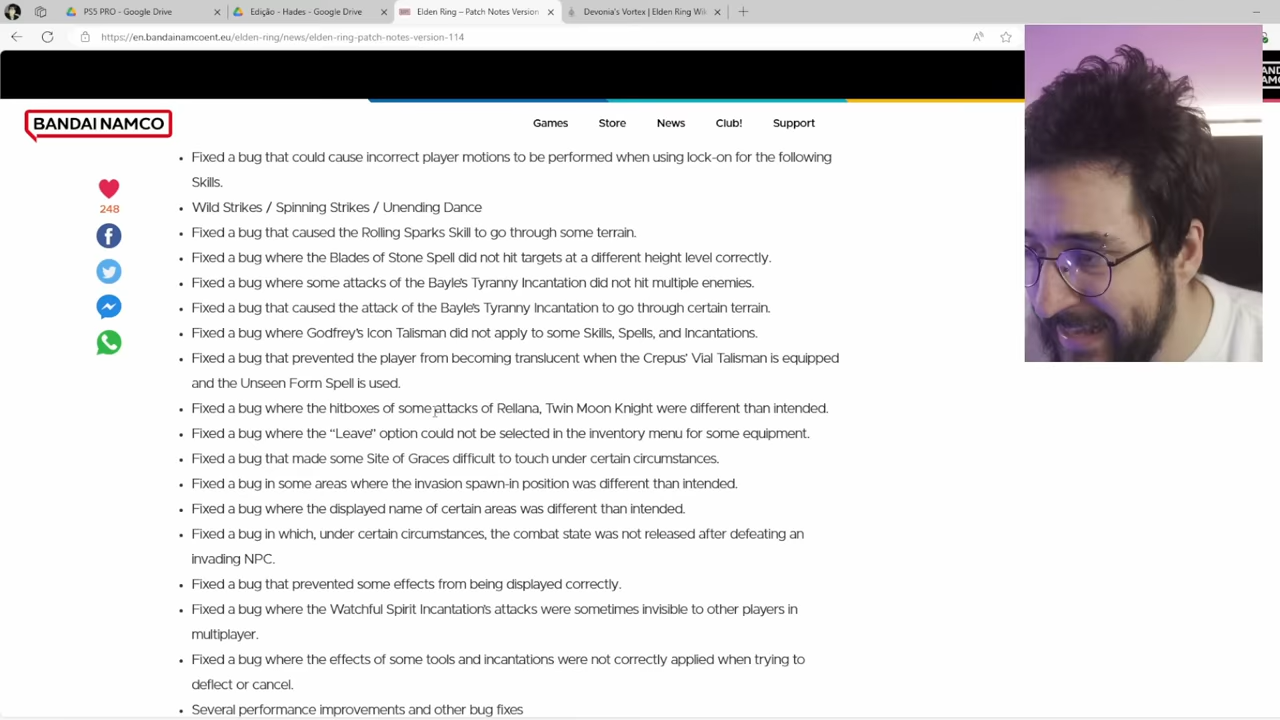 PS5 PRO - Google Drive
Edição - Hades - Google Drive
Elden Ring – Patch Notes Version
Devonia's Vortex | Elden Ring Wi
https://en.bandainamcoent.eu/elden-ring/news/elden-ring-patch-notes-version-114
BANDAI NAMCO
Games Store News Club! Support
248
• Fixed a bug that could cause incorrect player motions to be performed when using lock-on for the following
Skills.
• Wild Strikes / Spinning Strikes / Unending Dance
• Fixed a bug that caused the Rolling Sparks Skill to go through some terrain.
• Fixed a bug where the Blades of Stone Spell did not hit targets at a different height level correctly.
• Fixed a bug where some attacks of the Bayle's Tyranny Incantation did not hit multiple enemies.
• Fixed a bug that caused the attack of the Bayle's Tyranny Incantation to go through certain terrain.
• Fixed a bug where Godfrey's Icon Talisman did not apply to some Skills, Spells, and Incantations.
• Fixed a bug that prevented the player from becoming translucent when the Crepus' Vial Talisman is equipped
and the Unseen Form Spell is used.
• Fixed a bug where the hitboxes of some attacks of Rellana, Twin Moon Knight were different than intended.
• Fixed a bug where the “Leave” option could not be selected in the inventory menu for some equipment.
• Fixed a bug that made some Site of Graces difficult to touch under certain circumstances.
• Fixed a bug in some areas where the invasion spawn-in position was different than intended.
• Fixed a bug where the displayed name of certain areas was different than intended.
• Fixed a bug in which, under certain circumstances, the combat state was not released after defeating an
invading NPC.
• Fixed a bug that prevented some effects from being displayed correctly.
• Fixed a bug where the Watchful Spirit Incantation's attacks were sometimes invisible to other players in
multiplayer.
• Fixed a bug where the effects of some tools and incantations were not correctly applied when trying to
deflect or cancel.
• Several performance improvements and other bug fixes